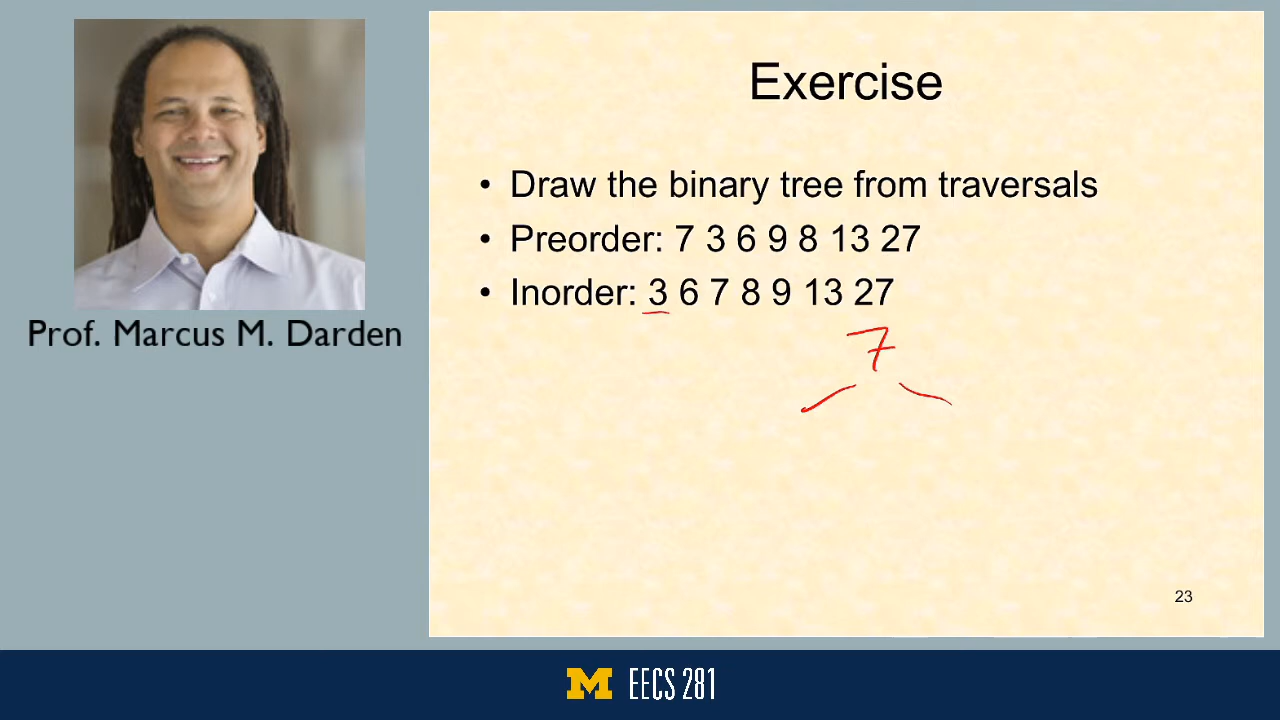 Exercise
• Draw the binary tree from traversals
• Preorder: 7 3 6 9 8 13 27
• Inorder: 3 6 7 8 9 13 27
7
Prof. Marcus M. Darden
23
M EECS 281